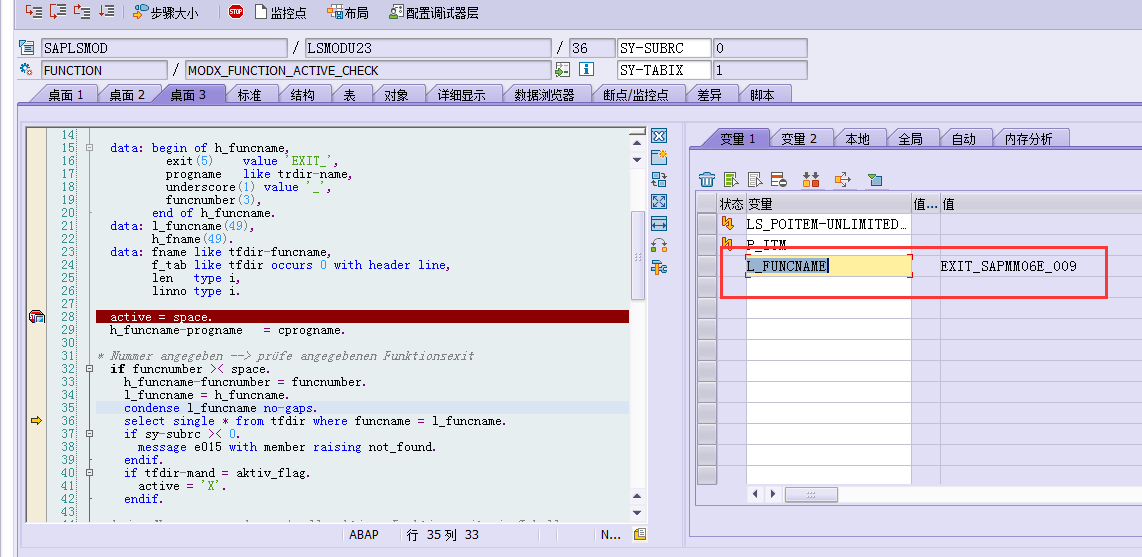 步骤大小 STOP 监控点 布局 配置调试器层
SAPLSMOD / LSMODU23 / 36 SY-SUBRC 0
FUNCTION / MODX_FUNCTION_ACTIVE_CHECK SY-TABIX 1
桌面 1 桌面 2 桌面 3 标准 结构 表 对象 详细显示 数据浏览器 断点/监控点 差异 脚本
14
15 data: begin of h_funcname,
16 exit(5) value 'EXIT_',
17 progname like trdir-name,
18 underscore(1) value '_',
19 funcnumber(3),
20 end of h_funcname.
21 data: l_funcname(49),
22 h_fname(49).
23 data: fname like tfdir-funcname,
24 f_tab like tfdir occurs 0 with header line,
25 len type i,
26 linno type i.
27
28 active = space.
29 h_funcname-progname = cprogname.
30
31 * Nummer angegeben --> prüfe angegebenen Funktionsexit
32 if funcnumber >< space.
33 h_funcname-funcnumber = funcnumber.
34 l_funcname = h_funcname.
35 condense l_funcname no-gaps.
36 select single * from tfdir where funcname = l_funcname.
37 if sy-subrc >< 0.
38 message e015 with member raising not_found.
39 endif.
40 if tfdir-mand = aktiv_flag.
41 active = 'X'.
42 endif.
43
ABAP 行 35 列 33 N...
变量 1 变量 2 本地 全局 自动 内存分析
状态 变量 值... 值
LS_POITEM-UNLIMITED...
P_ITM
L_FUNCNAME EXIT_SAPMM06E_009